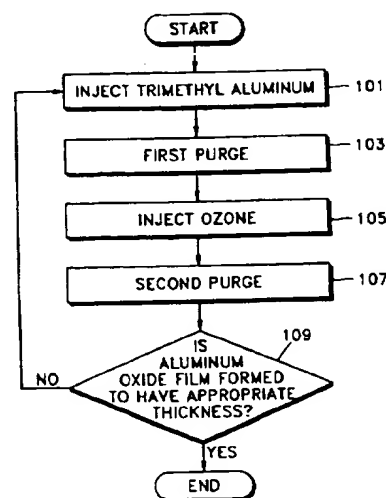 START
INJECT TRIMETHYL ALUMINUM
101
FIRST PURGE
103
INJECT OZONE
105
SECOND PURGE
107
109
IS
ALUMINUM
OXIDE FILM FORMED
TO HAVE APPROPRIATE
THICKNESS?
NO
YES
END